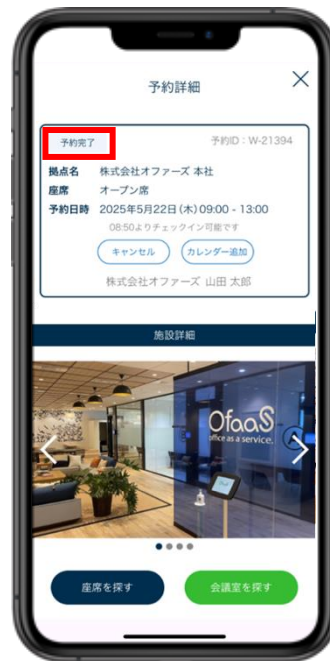 予約詳細
予約完了
予約ID：W-21394
拠点名 株式会社オファーズ 本社
座席 オープン席
予約日時 2025年5月22日(木) 09:00 - 13:00
08:50よりチェックイン可能です
キャンセル カレンダー追加
株式会社オファーズ 山田 太郎
施設詳細
OfaaS
office as a service.
座席を探す 会議室を探す